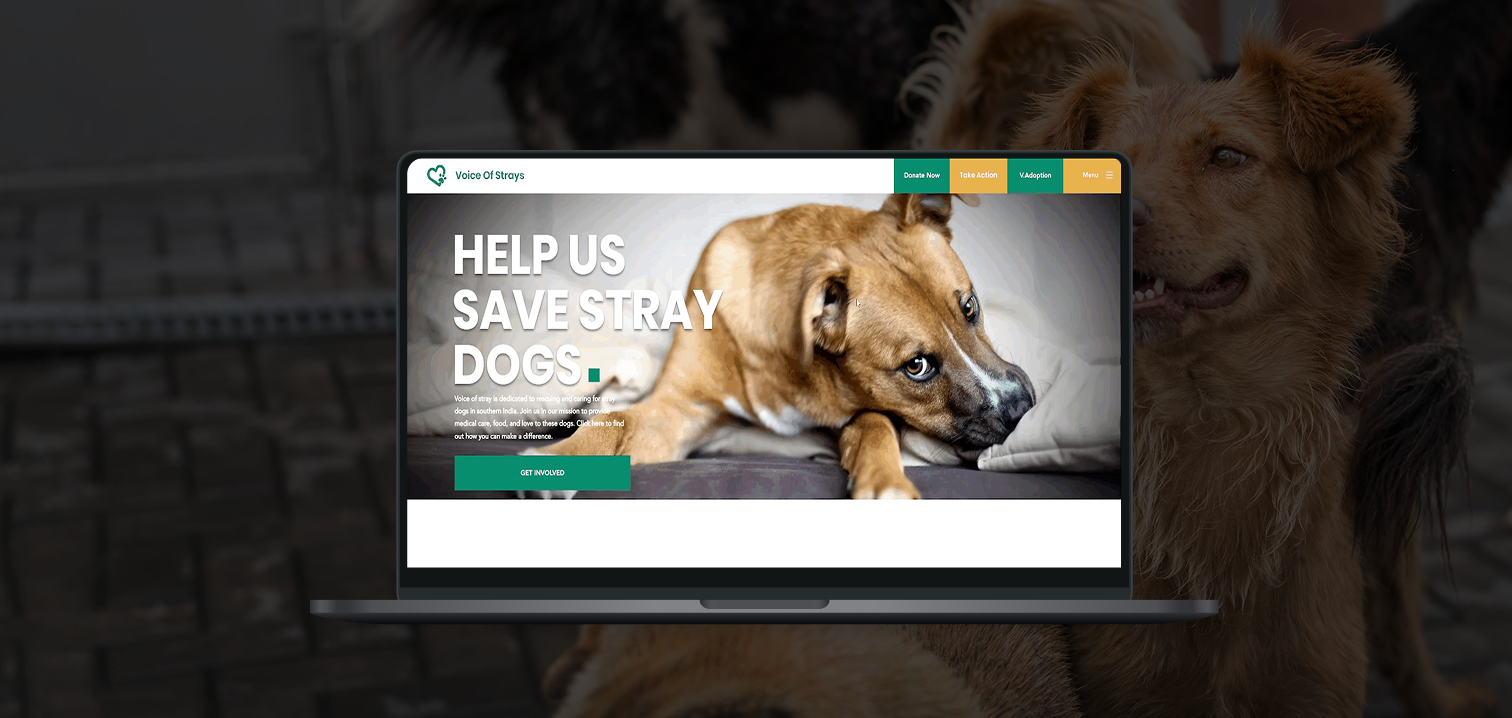 Voice Of Strays
Donate Now
Take Action
V.Adoption
Menu
HELP US
SAVE STRAY
DOGS
Voice of stray is dedicated to rescuing and caring for stray
dogs in southern India. Join us in our mission to provide
medical care, food, and love to these dogs. Click here to find
out how you can make a difference.
GET INVOLVED